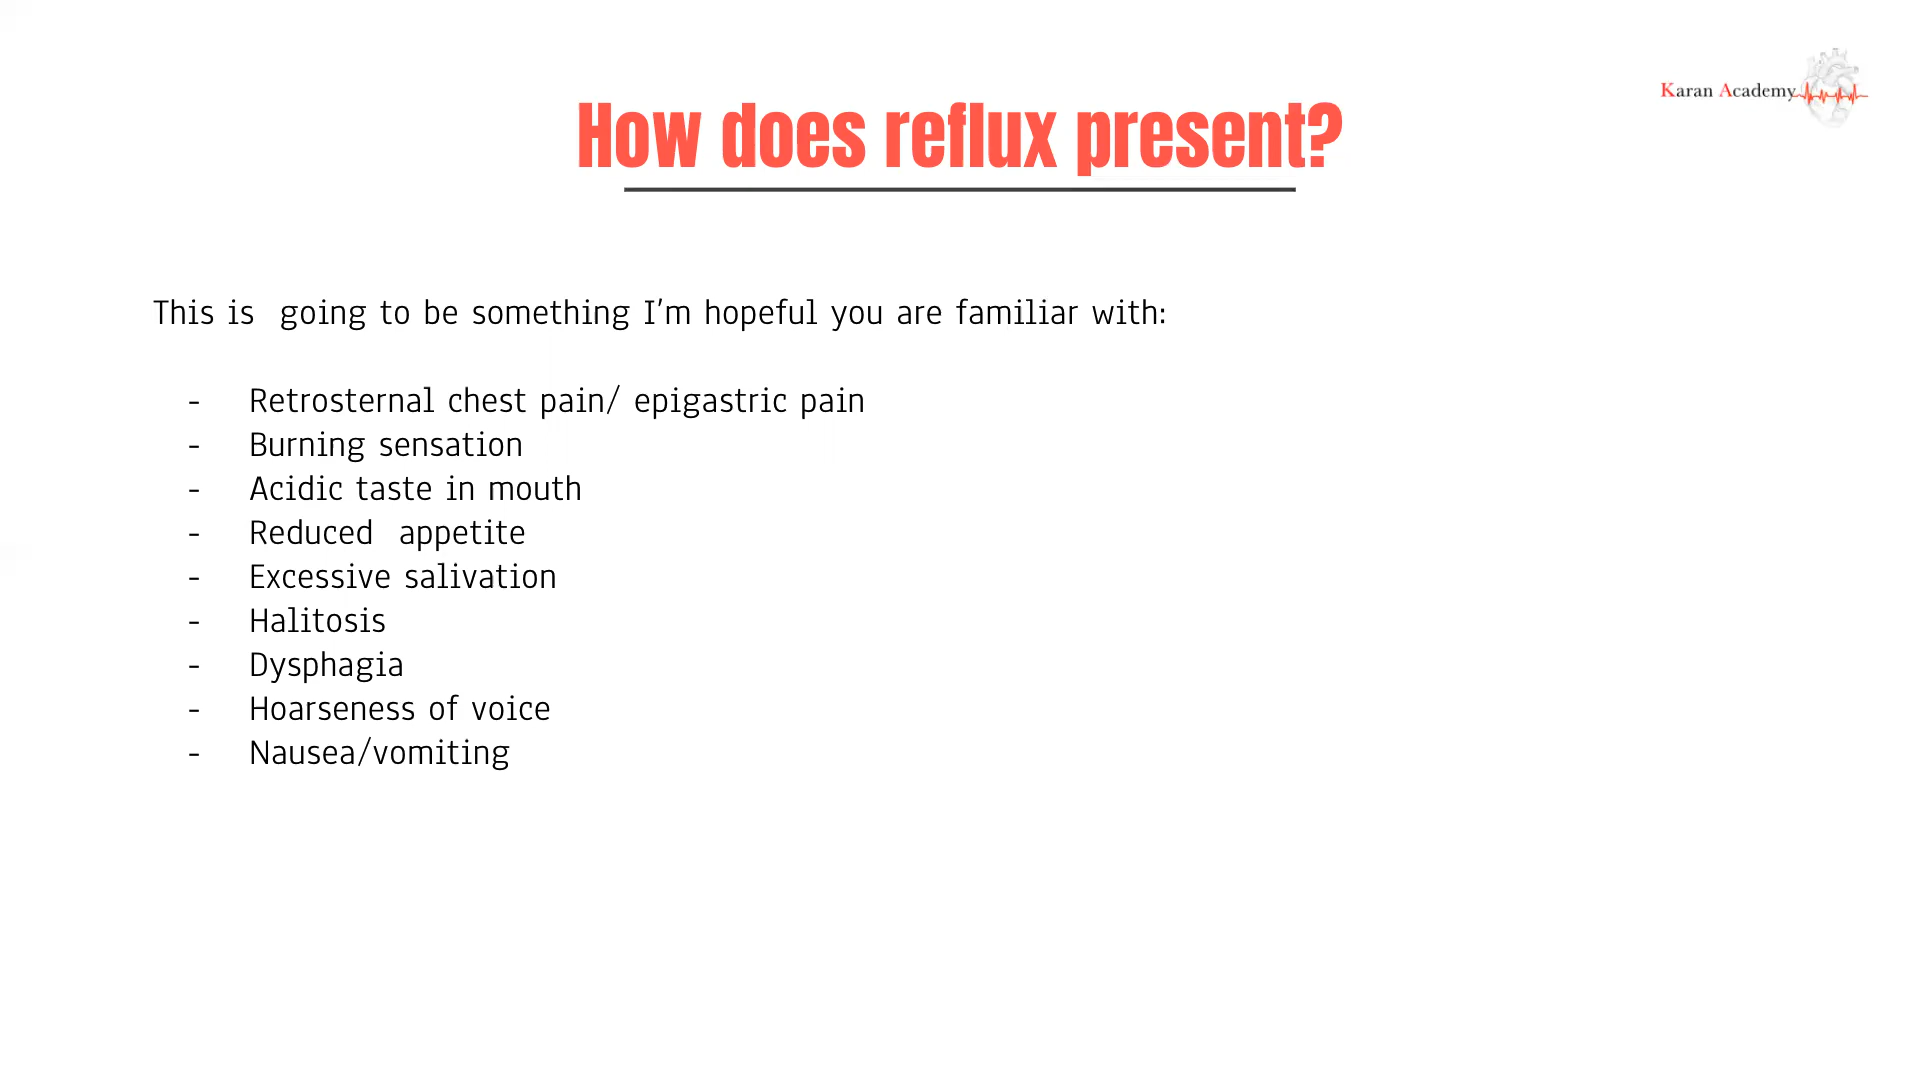 Karan Academy
How does reflux present?
This is  going to be something I'm hopeful you are familiar with:
- Retrosternal chest pain/ epigastric pain
- Burning sensation
- Acidic taste in mouth
- Reduced  appetite
- Excessive salivation
- Halitosis
- Dysphagia
- Hoarseness of voice
- Nausea/vomiting